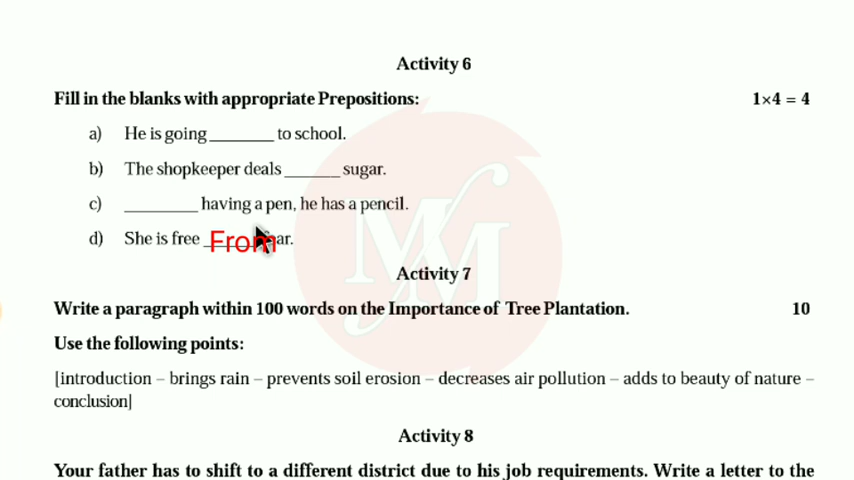 Activity 6
Fill in the blanks with appropriate Prepositions: 1×4 = 4
a) He is going ________ to school.
b) The shopkeeper deals _______ sugar.
c) _________ having a pen, he has a pencil.
d) She is free From
Activity 7
Write a paragraph within 100 words on the Importance of Tree Plantation. 10
Use the following points:
[introduction – brings rain – prevents soil erosion – decreases air pollution – adds to beauty of nature –
conclusion]
Activity 8
Your father has to shift to a different district due to his job requirements. Write a letter to the